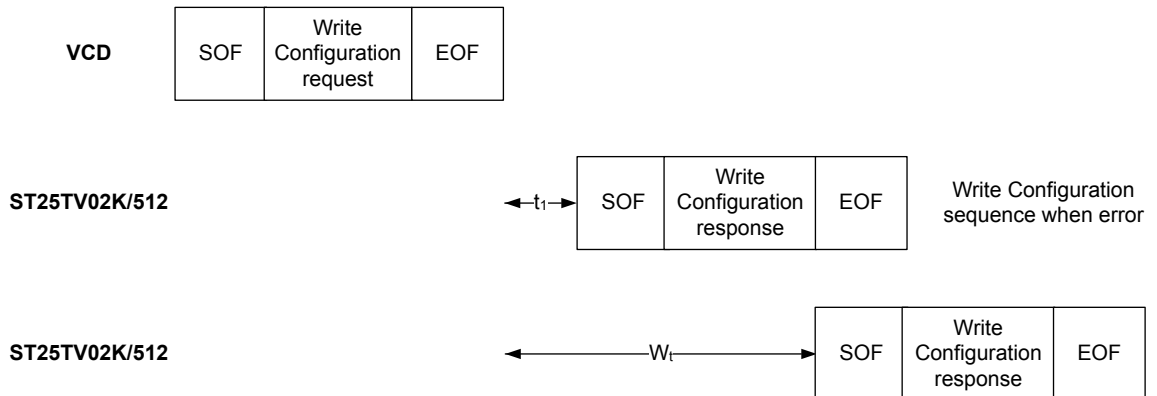 VCD
SOF
Write
Configuration
request
EOF
ST25TV02K/512
t1
SOF
Write
Configuration
response
EOF
Write Configuration
sequence when error
ST25TV02K/512
Wt
SOF
Write
Configuration
response
EOF